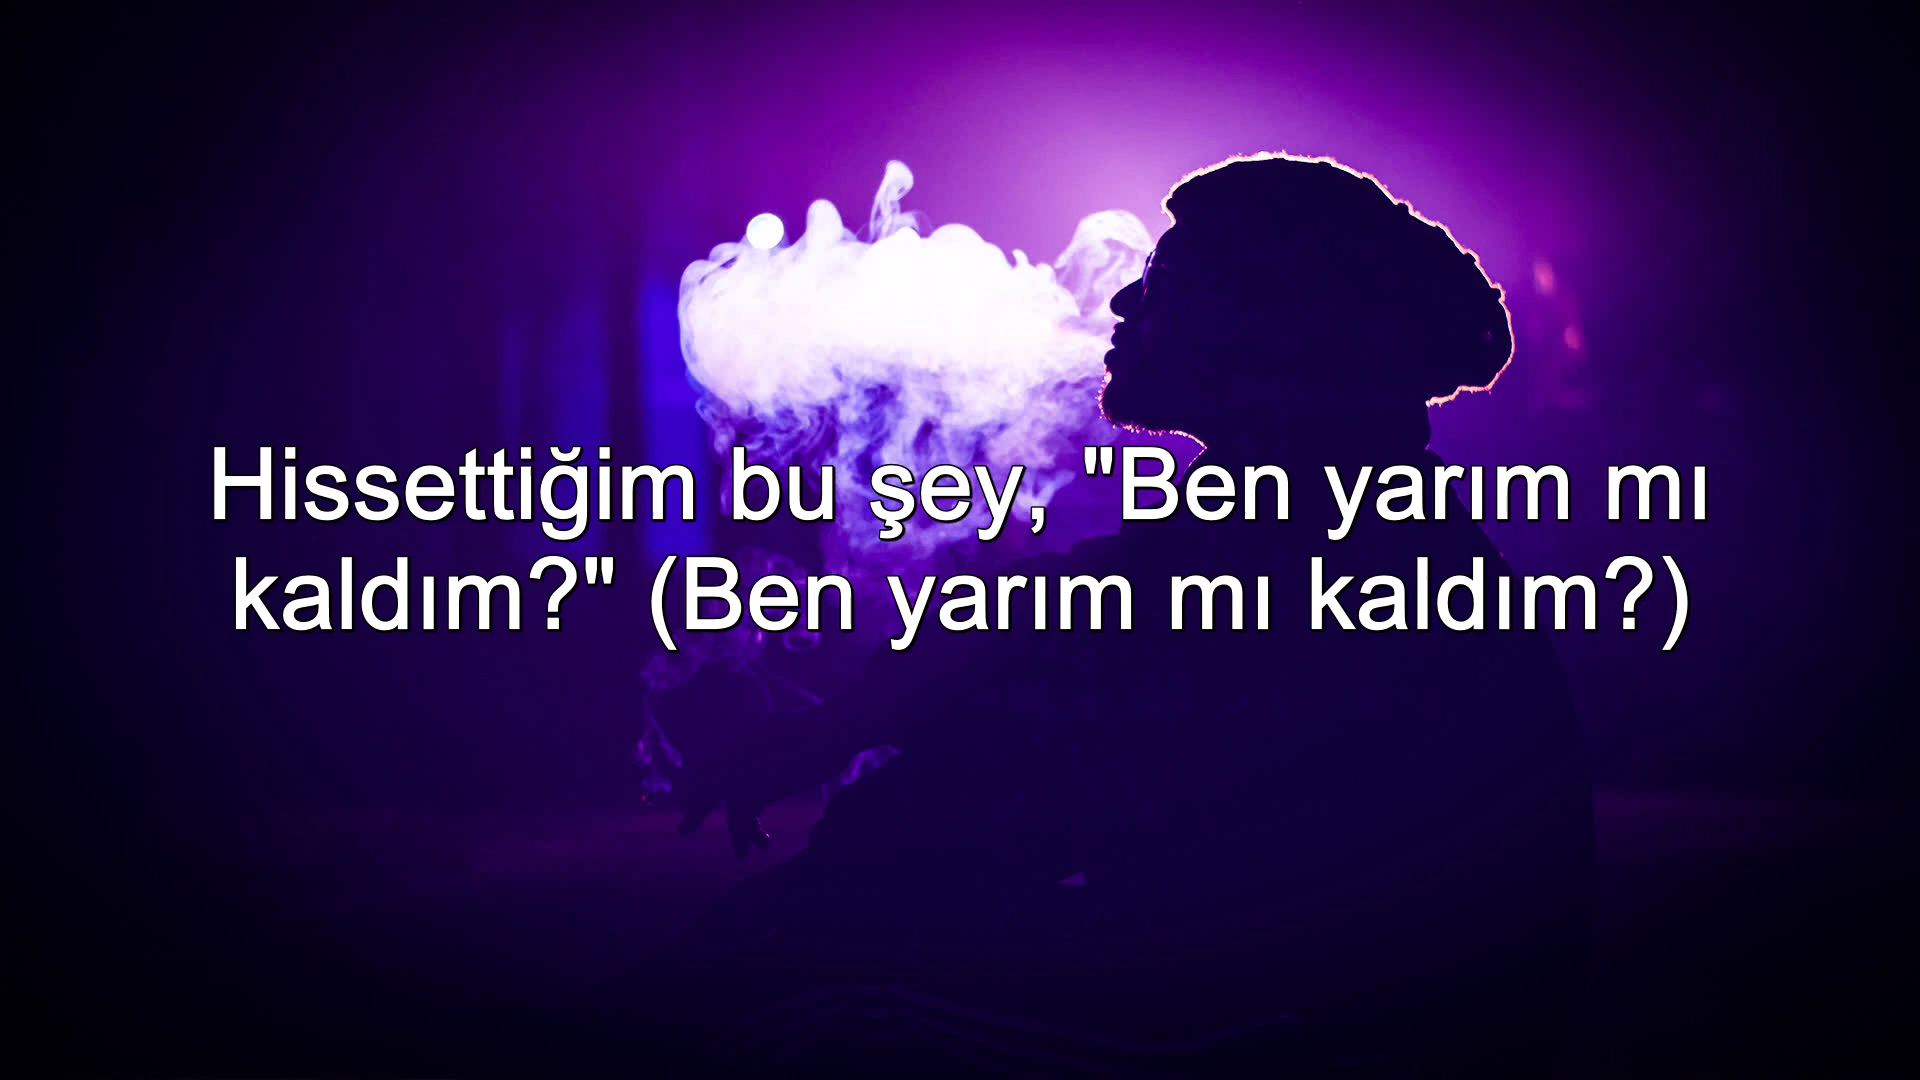 Hissettiğim bu şey, "Ben yarım mı
kaldım?" (Ben yarım mı kaldım?)